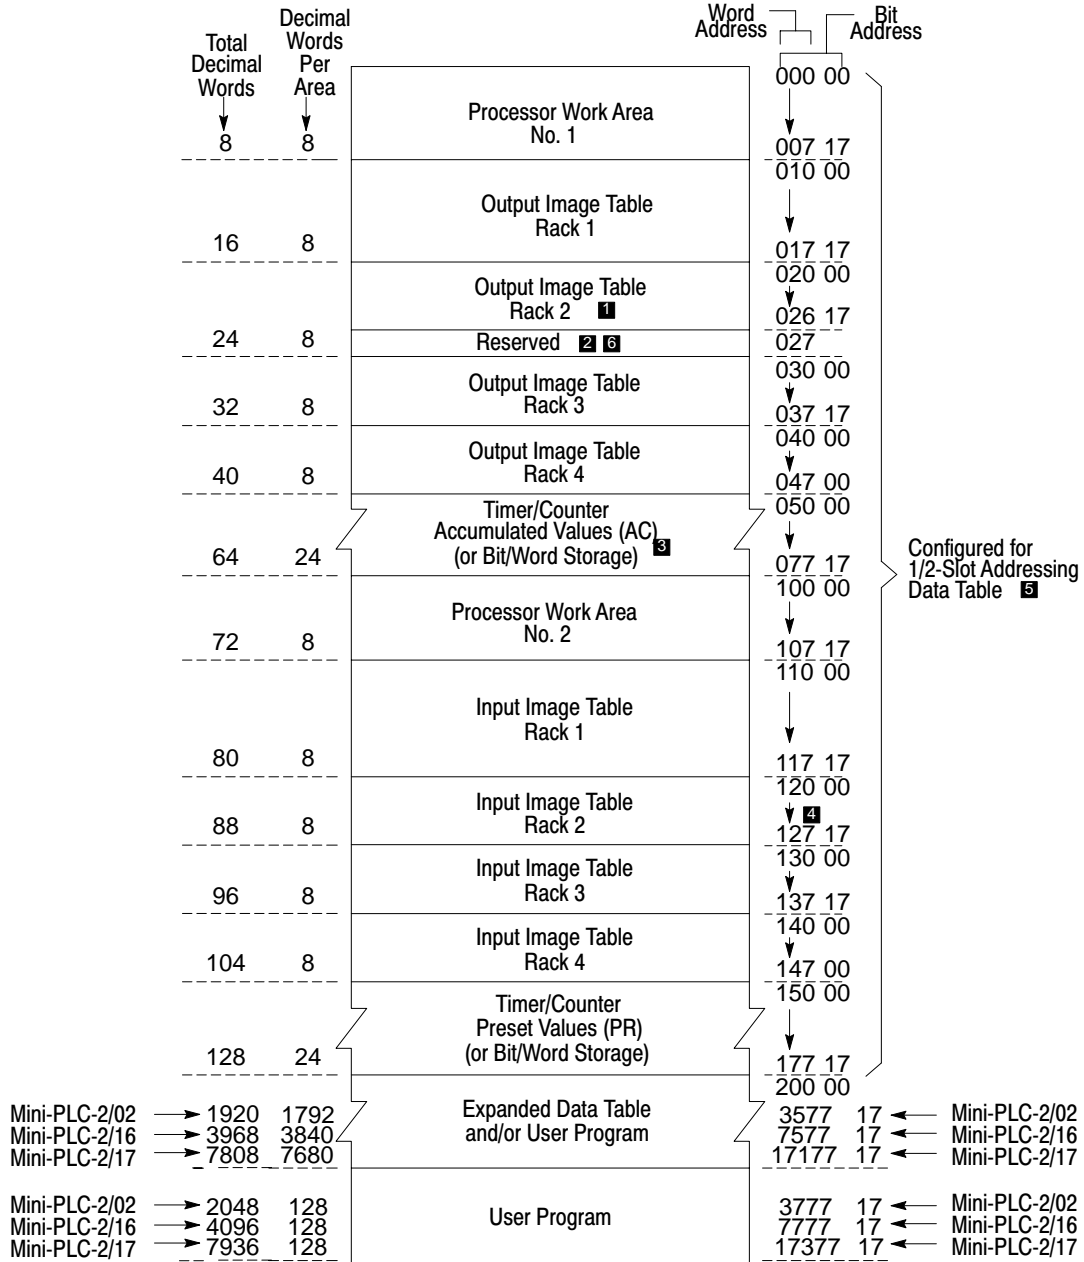 Total
Decimal
Words
Decimal
Words
Per
Area
Word
Address
Bit
Address
000 00
8 8
Processor Work Area
No. 1
007 17
010 00
16 8
Output Image Table
Rack 1
017 17
020 00
Output Image Table
Rack 2 1
026 17
24 8
Reserved 2 6
027
030 00
32 8
Output Image Table
Rack 3
037 17
040 00
40 8
Output Image Table
Rack 4
047 00
050 00
64 24
Timer/Counter
Accumulated Values (AC)
(or Bit/Word Storage) 3
077 17
100 00
Configured for
1/2-Slot Addressing
Data Table 5
72 8
Processor Work Area
No. 2
107 17
110 00
80 8
Input Image Table
Rack 1
117 17
120 00
88 8
Input Image Table
Rack 2
4
127 17
130 00
96 8
Input Image Table
Rack 3
137 17
140 00
104 8
Input Image Table
Rack 4
147 00
150 00
128 24
Timer/Counter
Preset Values (PR)
(or Bit/Word Storage)
177 17
200 00
Mini-PLC-2/02 1920 1792
Mini-PLC-2/16 3968 3840
Mini-PLC-2/17 7808 7680
Expanded Data Table
and/or User Program
3577 17 Mini-PLC-2/02
7577 17 Mini-PLC-2/16
17177 17 Mini-PLC-2/17
Mini-PLC-2/02 2048 128
Mini-PLC-2/16 4096 128
Mini-PLC-2/17 7936 128
User Program
3777 17 Mini-PLC-2/02
7777 17 Mini-PLC-2/16
17377 17 Mini-PLC-2/17